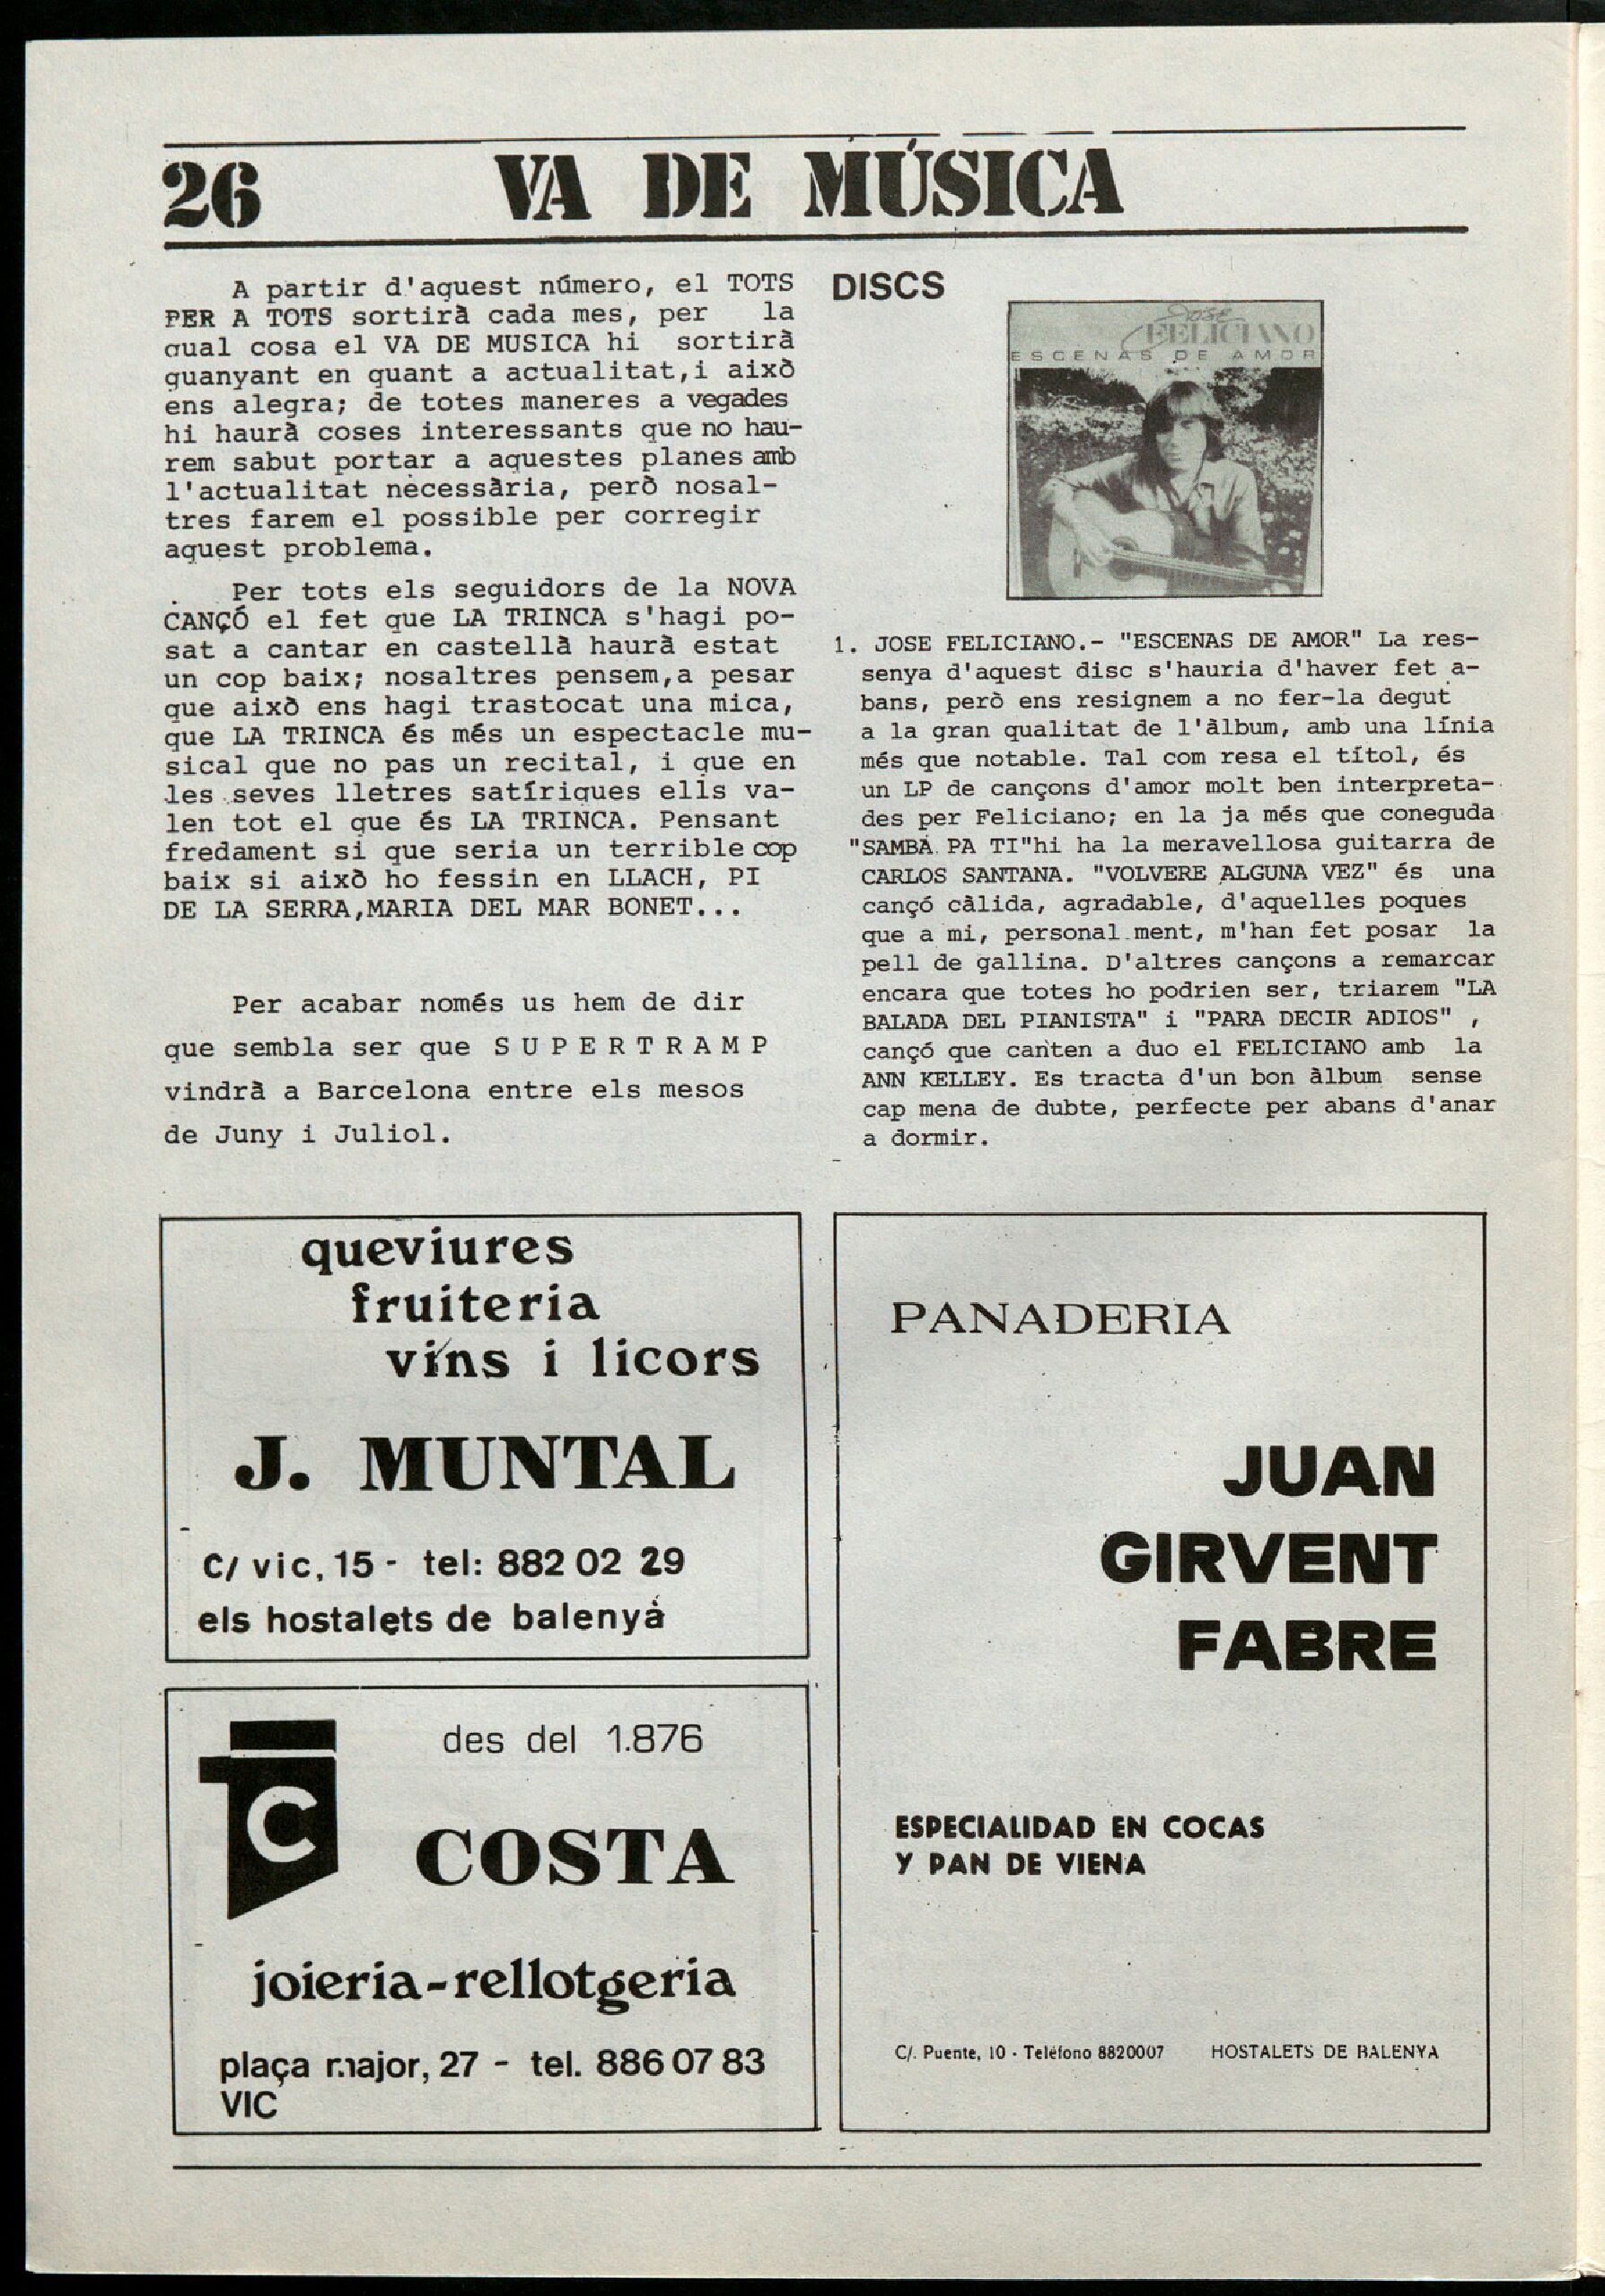 26 VA DE MÚSICA
A partir d'aquest número, el TOTS
PER A TOTS sortirà cada mes, per la
qual cosa el VA DE MUSICA hi sortirà
guanyant en quant a actualitat,i això
ens alegra; de totes maneres a vegades
hi haurà coses interessants que no hau-
rem sabut portar a aquestes planes amb
l'actualitat necessària, però nosal-
tres farem el possible per corregir
aquest problema.
Per tots els seguidors de la NOVA
CANÇÓ el fet que LA TRINCA s'hagi po-
sat a cantar en castellà haurà estat
un cop baix; nosaltres pensem,a pesar
que això ens hagi trastocat una mica,
que LA TRINCA és més un espectacle mu-
sical que no pas un recital, i que en
les seves lletres satíriques ells va-
len tot el que és LA TRINCA. Pensant
fredament si que seria un terrible cop
baix si això ho fessin en LLACH, PI
DE LA SERRA,MARIA DEL MAR BONET...
Per acabar només us hem de dir
que sembla ser que S U P E R T R A M P
vindrà a Barcelona entre els mesos
de Juny i Juliol.
DISCS
JOSE
FELICIANO
ESCENAS DE AMOR
1. JOSE FELICIANO.- "ESCENAS DE AMOR" La res-
senya d'aquest disc s'hauria d'haver fet a-
bans, però ens resignem a no fer-la degut
a la gran qualitat de l'àlbum, amb una línia
més que notable. Tal com resa el títol, és
un LP de cançons d'amor molt ben interpreta-
des per Feliciano; en la ja més que coneguda
"SAMBA PA TI"hi ha la meravellosa guitarra de
CARLOS SANTANA. "VOLVERE ALGUNA VEZ" és una
cançó càlida, agradable, d'aquelles poques
que a mi, personal ment, m'han fet posar la
pell de gallina. D'altres cançons a remarcar
encara que totes ho podrien ser, triarem "LA
BALADA DEL PIANISTA" i "PARA DECIR ADIOS" ,
cançó que canten a duo el FELICIANO amb la
ANN KELLEY. Es tracta d'un bon àlbum sense
cap mena de dubte, perfecte per abans d'anar
a dormir.
queviures
fruiteria
vins i licors
J. MUNTAL
C/ vic, 15 - tel: 882 02 29
els hostalets de balenyà
C
des del 1.876
COSTA
joieria-rellotgeria
plaça major, 27 - tel. 886 07 83
VIC
PANADERIA
JUAN
GIRVENT
FABRE
ESPECIALIDAD EN COCAS
Y PAN DE VIENA
C/. Puente, 10 - Teléfono 8820007 HOSTALETS DE BALENYA